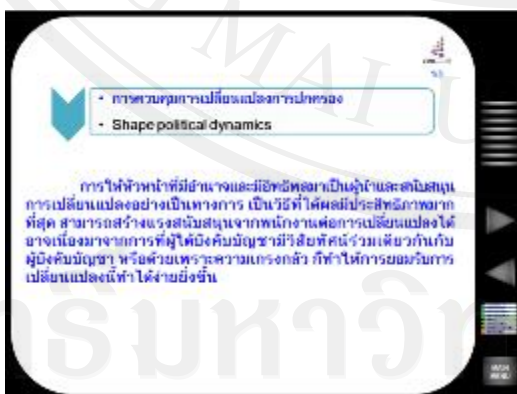 • การควบคุมการเปลี่ยนแปลงการปกครอง
• Shape political dynamics
การให้หัวหน้าที่มีอำนาจและมีอิทธิพลมาเป็นผู้นำและสนับสนุน
การเปลี่ยนแปลงอย่างเป็นทางการ เป็นวิธีที่ได้ผลมีประสิทธิภาพมาก
ที่สุด สามารถสร้างแรงสนับสนุนจากพนักงานต่อการเปลี่ยนแปลงได้
อาจเนื่องมาจากการที่ผู้ใต้บังคับบัญชามีวิสัยทัศน์ร่วมเดียวกันกับ
ผู้บังคับบัญชา หรือด้วยเพราะความเกรงกลัว ก็ทำให้การยอมรับการ
เปลี่ยนแปลงนี้ทำได้ง่ายยิ่งขึ้น
MAIN
MENU